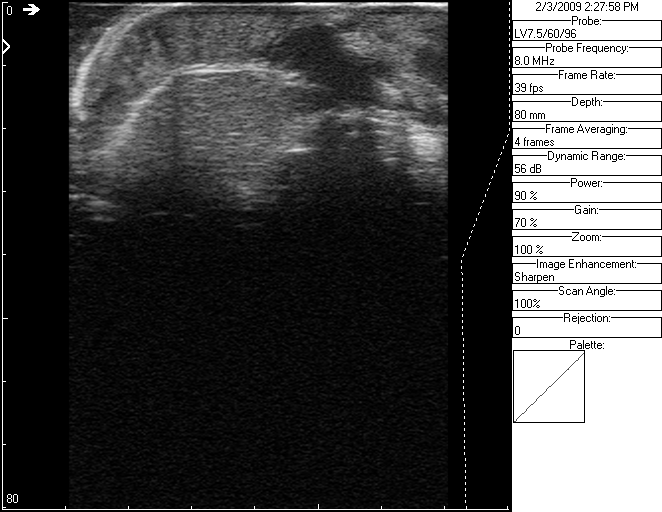 0
80
2/3/2009 2:27:58 PM
Probe:
LV7.5/60/96
Probe Frequency:
8.0 MHz
Frame Rate:
39 fps
Depth:
80 mm
Frame Averaging:
4 frames
Dynamic Range:
56 dB
Power:
90 %
Gain:
70 %
Zoom:
100 %
Image Enhancement:
Sharpen
Scan Angle:
100%
Rejection:
0
Palette: